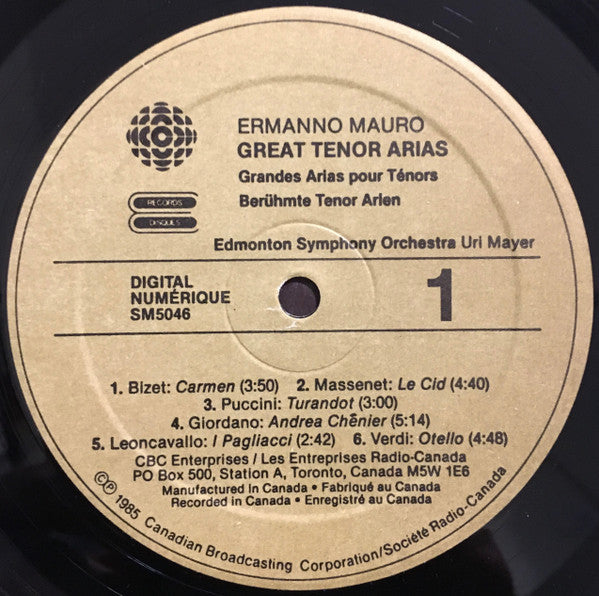 ERMANNO MAURO
GREAT TENOR ARIAS
Grandes Arias pour Ténors
Berühmte Tenor Arien
RECORDS
DISQUES
Edmonton Symphony Orchestra Uri Mayer
DIGITAL
NUMÉRIQUE
SM5046
1
1. Bizet: Carmen (3:50) 2. Massenet: Le Cid (4:40)
3. Puccini: Turandot (3:00)
4. Giordano: Andrea Chēnier (5:14)
5. Leoncavallo: I Pagliacci (2:42) 6. Verdi: Otello (4:48)
CBC Enterprises / Les Entreprises Radio-Canada
PO Box 500, Station A, Toronto, Canada M5W 1E6
Manufactured in Canada • Fabriqué au Canada
Recorded in Canada • Enregistré au Canada
©℗ 1985 Canadian Broadcasting Corporation/Société Radio-Canada